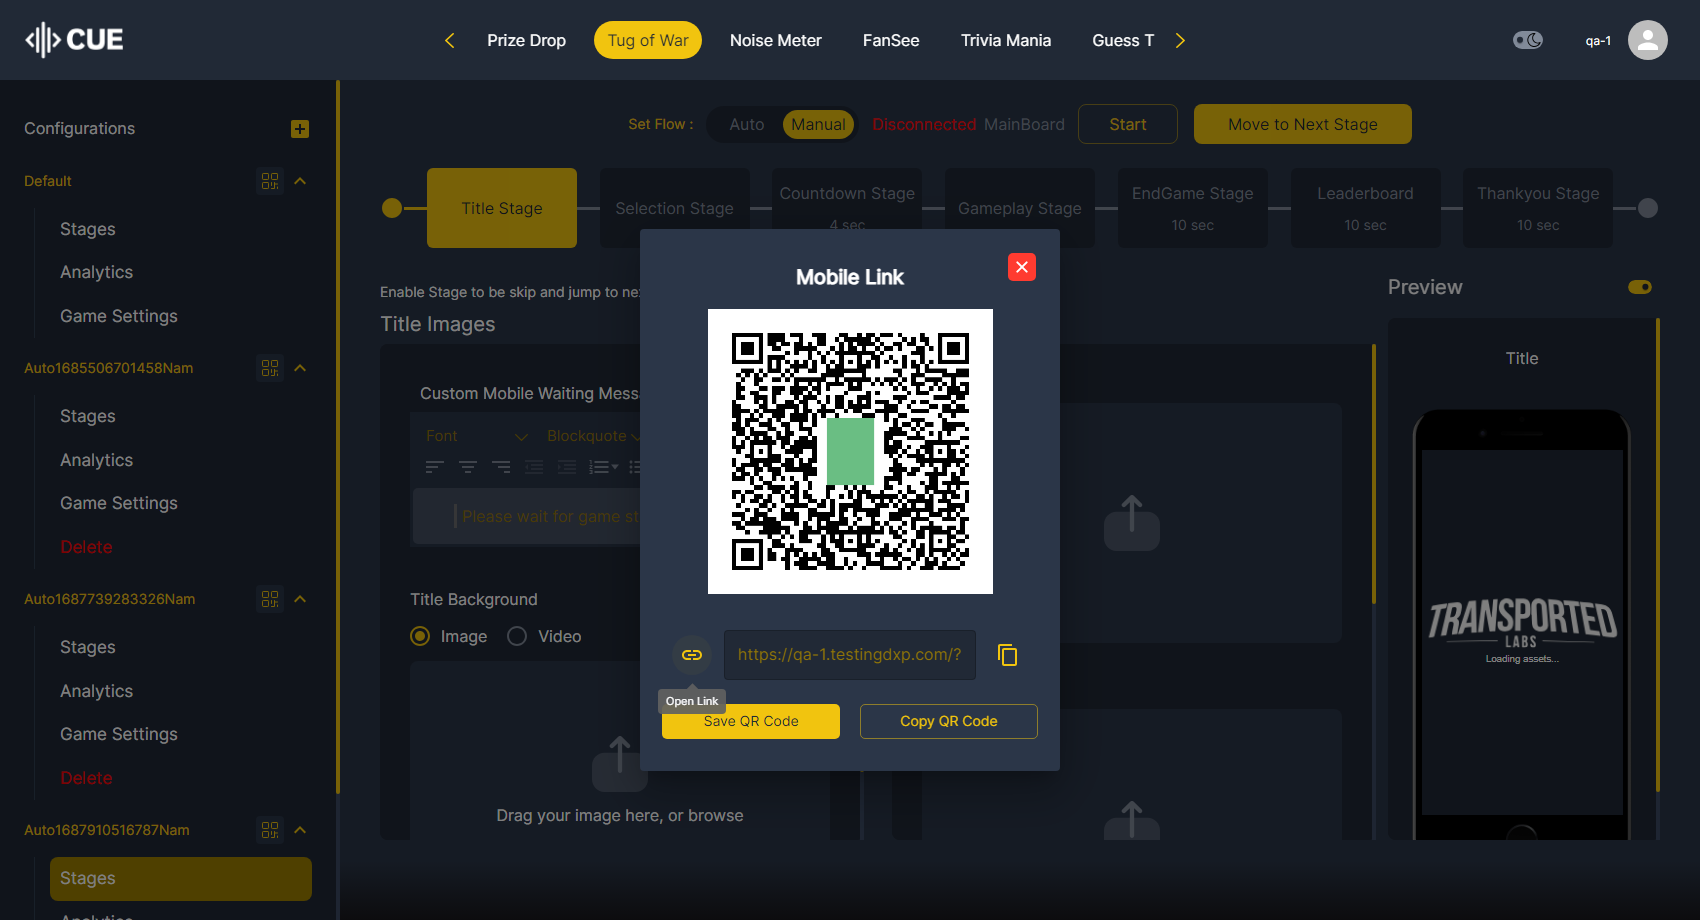 CUE
Prize Drop
Tug of War
Noise Meter
FanSee
Trivia Mania
Guess T
qa-1
Configurations
Default
Stages
Analytics
Game Settings
Auto1685506701458Nam
Stages
Analytics
Game Settings
Delete
Auto1687739283326Nam
Stages
Analytics
Game Settings
Delete
Auto1687910516787Nam
Stages
Analytics
Set Flow :
Auto
Manual
Disconnected MainBoard
Start
Move to Next Stage
Title Stage
Selection Stage
Countdown Stage
4 sec
Gameplay Stage
EndGame Stage
10 sec
Leaderboard
10 sec
Thankyou Stage
10 sec
Enable Stage to be skip and jump to ne
Title Images
Custom Mobile Waiting Mess
Font
Blockquote
Please wait for game st
Title Background
Image
Video
Drag your image here, or browse
Mobile Link
https://qa-1.testingdxp.com/?
Open Link
Save QR Code
Copy QR Code
Preview
Title
TRANSPORTED
LABS
Loading assets...